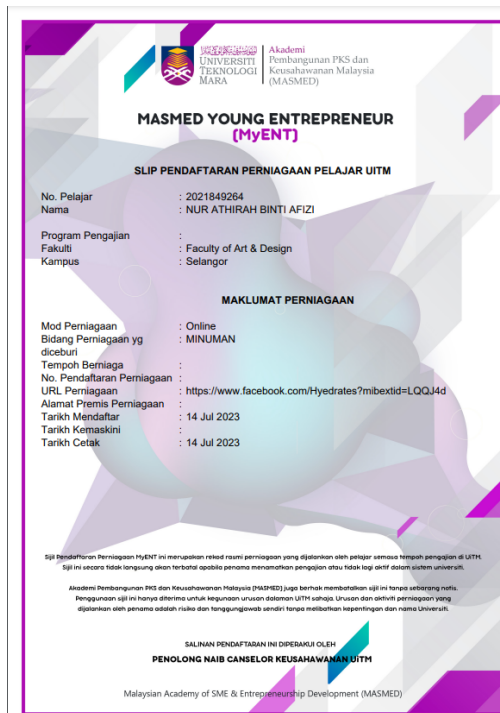 UNIVERSITI
TEKNOLOGI
MARA
Akademi
Pembangunan PKS dan
Keusahawanan Malaysia
(MASMED)
MASMED YOUNG ENTREPRENEUR
(MyENT)
SLIP PENDAFTARAN PERNIAGAAN PELAJAR UITM
No. Pelajar : 2021849264
Nama : NUR ATHIRAH BINTI AFIZI
Program Pengajian :
Fakulti : Faculty of Art & Design
Kampus : Selangor
MAKLUMAT PERNIAGAAN
Mod Perniagaan : Online
Bidang Perniagaan yg : MINUMAN
diceburi
Tempoh Berniaga :
No. Pendaftaran Perniagaan :
URL Perniagaan : https://www.facebook.com/Hyedrates?mibextid=LQQJ4d
Alamat Premis Perniagaan :
Tarikh Mendaftar : 14 Jul 2023
Tarikh Kemaskini :
Tarikh Cetak : 14 Jul 2023
Sijil Pendaftaran Perniagaan MyENT ini merupakan rekod rasmi perniagaan yang dijalankan oleh pelajar semasa tempoh pengajian di UiTM.
Sijil ini secara tidak langsung akan terbatal apabila penama menamatkan pengajian atau tidak lagi aktif dalam sistem universiti.
Akademi Pembangunan PKS dan Keusahawanan Malaysia [MASMED] juga berhak membatalkan sijil ini tanpa sebarang notis.
Penggunaan sijil ini hanya diterima untuk kegunaan urusan dalaman UiTM sahaja. Urusan dan aktiviti perniagaan yang
dijalankan oleh penama adalah risiko dan tanggungjawab sendiri tanpa melibatkan kepentingan dan nama Universiti.
SALINAN PENDAFTARAN INI DIPERAKUI OLEH
PENOLONG NAIB CANSELOR KEUSAHAWANAN UiTM
Malaysian Academy of SME & Entrepreneurship Development (MASMED)